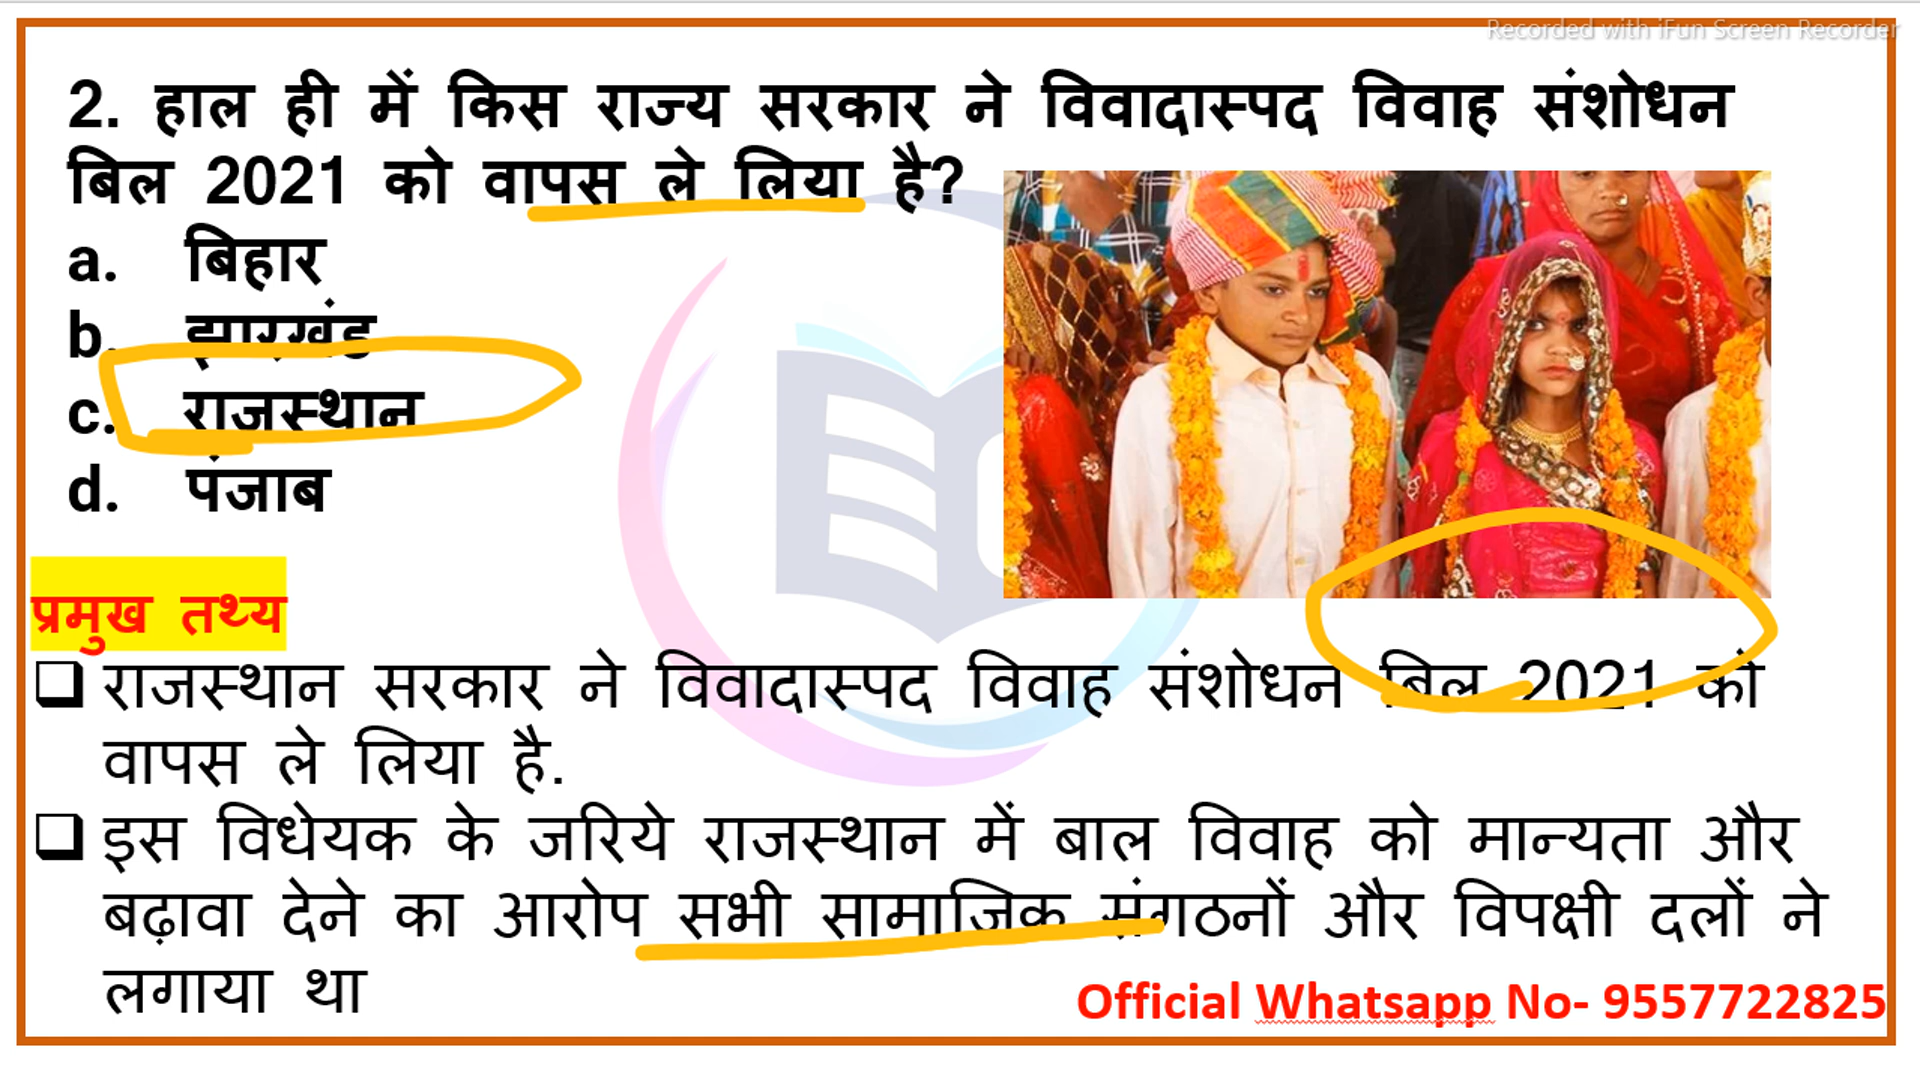 Recorded with iFun Screen Recorder
2. हाल ही में किस राज्य सरकार ने विवादास्पद विवाह संशोधन
बिल 2021 को वापस ले लिया है?
a. बिहार
b. झारखंड
c. राजस्थान
d. पंजाब
प्रमुख तथ्य
राजस्थान सरकार ने विवादास्पद विवाह संशोधन बिल 2021 को
वापस ले लिया है.
इस विधेयक के जरिये राजस्थान में बाल विवाह को मान्यता और
बढ़ावा देने का आरोप सभी सामाजिक संगठनों और विपक्षी दलों ने
लगाया था
Official Whatsapp No- 9557722825